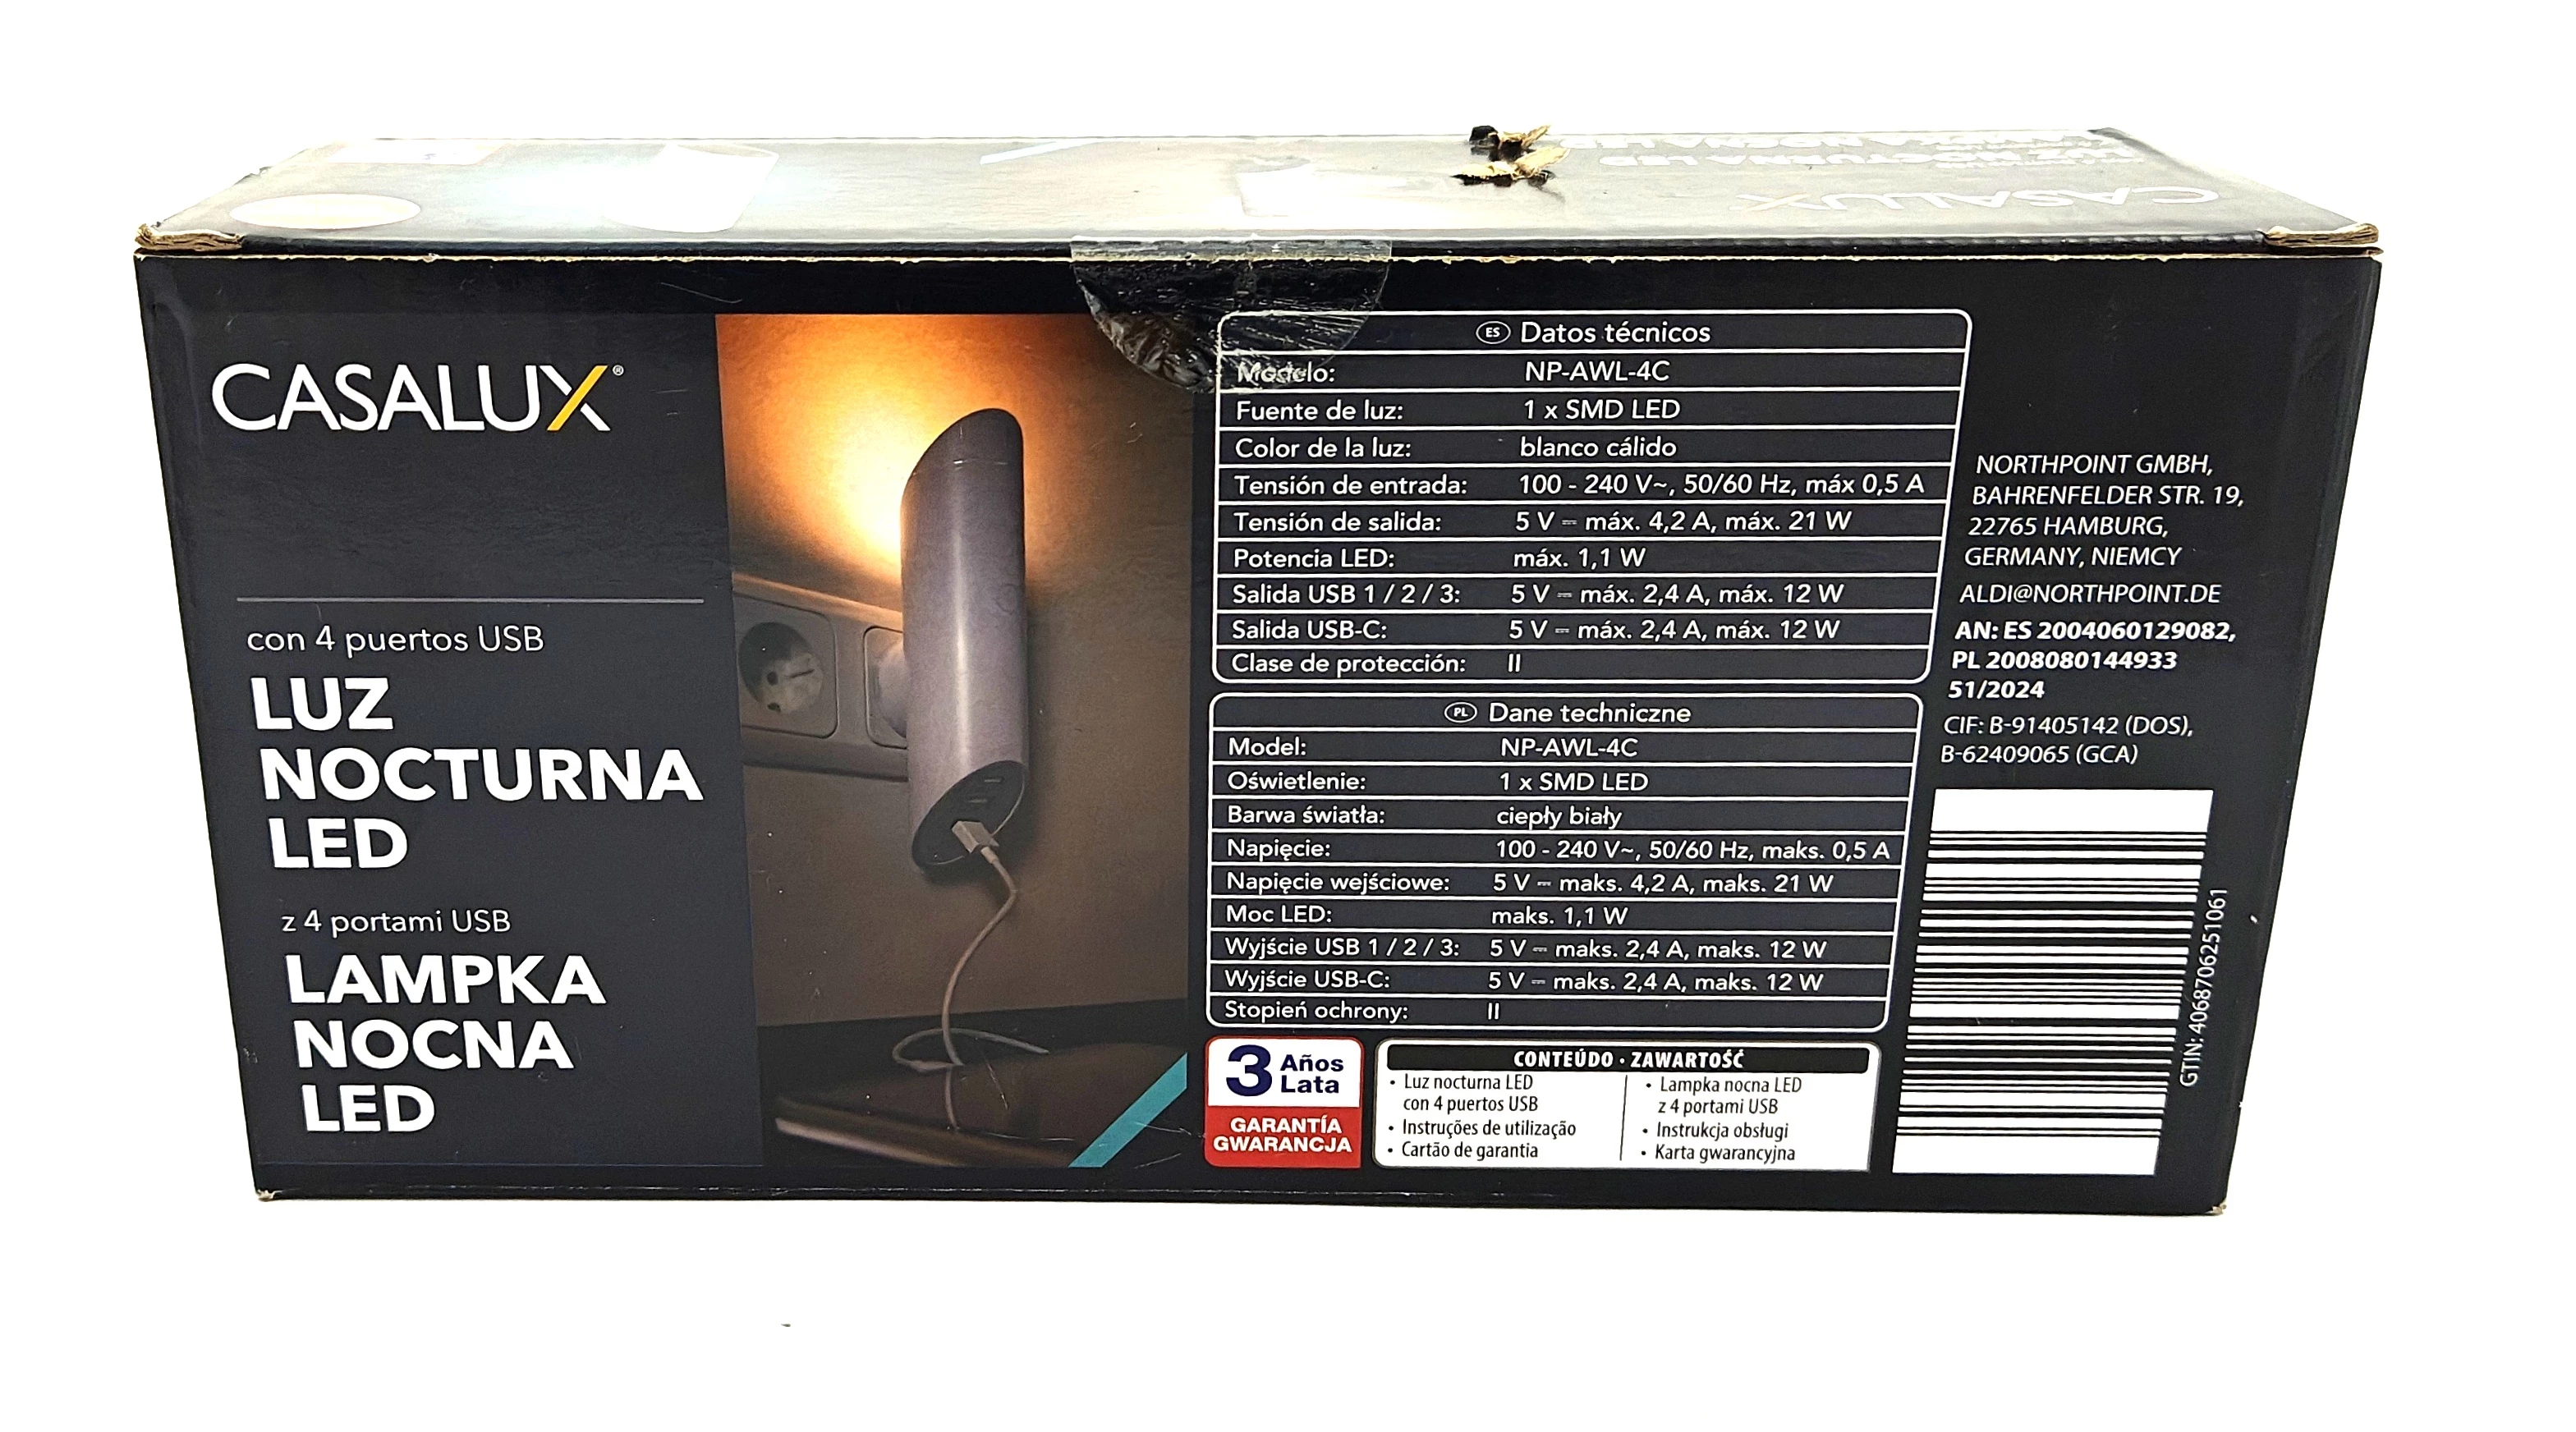 LUZ NOCTURNA LED
CASALUX
CASALUX®
con 4 puertos USB
LUZ
NOCTURNA
LED
z 4 portami USB
LAMPKA
NOCNA
LED
ES Datos técnicos
Modelo: NP-AWL-4C
Fuente de luz: 1 x SMD LED
Color de la luz: blanco cálido
Tensión de entrada: 100 - 240 V~, 50/60 Hz, máx 0,5 A
Tensión de salida: 5 V ⎓ máx. 4,2 A, máx. 21 W
Potencia LED: máx. 1,1 W
Salida USB 1 / 2 / 3: 5 V ⎓ máx. 2,4 A, máx. 12 W
Salida USB-C: 5 V ⎓ máx. 2,4 A, máx. 12 W
Clase de protección: II
PL Dane techniczne
Model: NP-AWL-4C
Oświetlenie: 1 x SMD LED
Barwa światła: ciepły biały
Napięcie: 100 - 240 V~, 50/60 Hz, maks. 0,5 A
Napięcie wejściowe: 5 V ⎓ maks. 4,2 A, maks. 21 W
Moc LED: maks. 1,1 W
Wyjście USB 1 / 2 / 3: 5 V ⎓ maks. 2,4 A, maks. 12 W
Wyjście USB-C: 5 V ⎓ maks. 2,4 A, maks. 12 W
Stopień ochrony: II
3 Años
Lata
GARANTÍA
GWARANCJA
CONTEÚDO · ZAWARTOŚĆ
• Luz nocturna LED
con 4 puertos USB
• Instruções de utilização
• Cartão de garantia
• Lampka nocna LED
z 4 portami USB
• Instrukcja obsługi
• Karta gwarancyjna
NORTHPOINT GMBH,
BAHRENFELDER STR. 19,
22765 HAMBURG,
GERMANY, NIEMCY
ALDI@NORTHPOINT.DE
AN: ES 2004060129082,
PL 2008080144933
51/2024
CIF: B-91405142 (DOS),
B-62409065 (GCA)
GTIN: 4068706251061